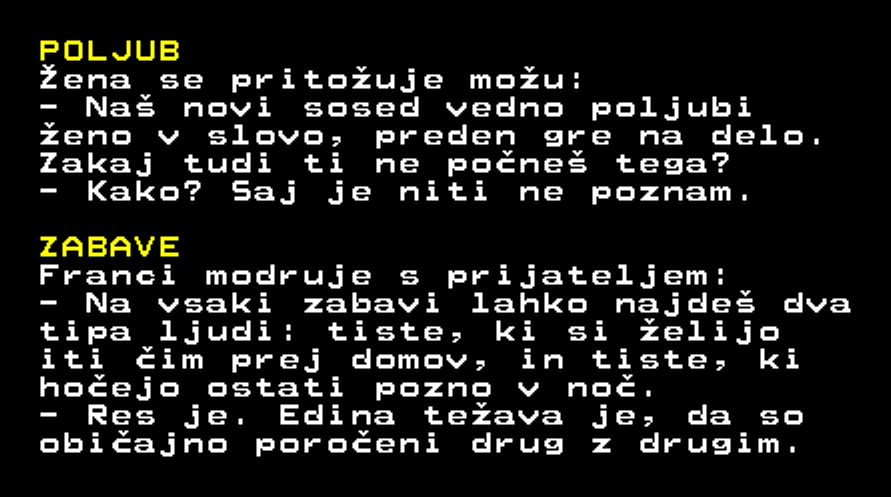 POLJUB
Žena se pritožuje možu:
- Naš novi sosed vedno poljubi
ženo v slovo, preden gre na delo.
Zakaj tudi ti ne počneš tega?
- Kako? Saj je niti ne poznam.
ZABAVE
Franci modruje s prijateljem:
- Na vsaki zabavi lahko najdeš dva
tipa ljudi: tiste, ki si želijo
iti čim prej domov, in tiste, ki
hočejo ostati pozno v noč.
- Res je. Edina težava je, da so
običajno poročeni drug z drugim.